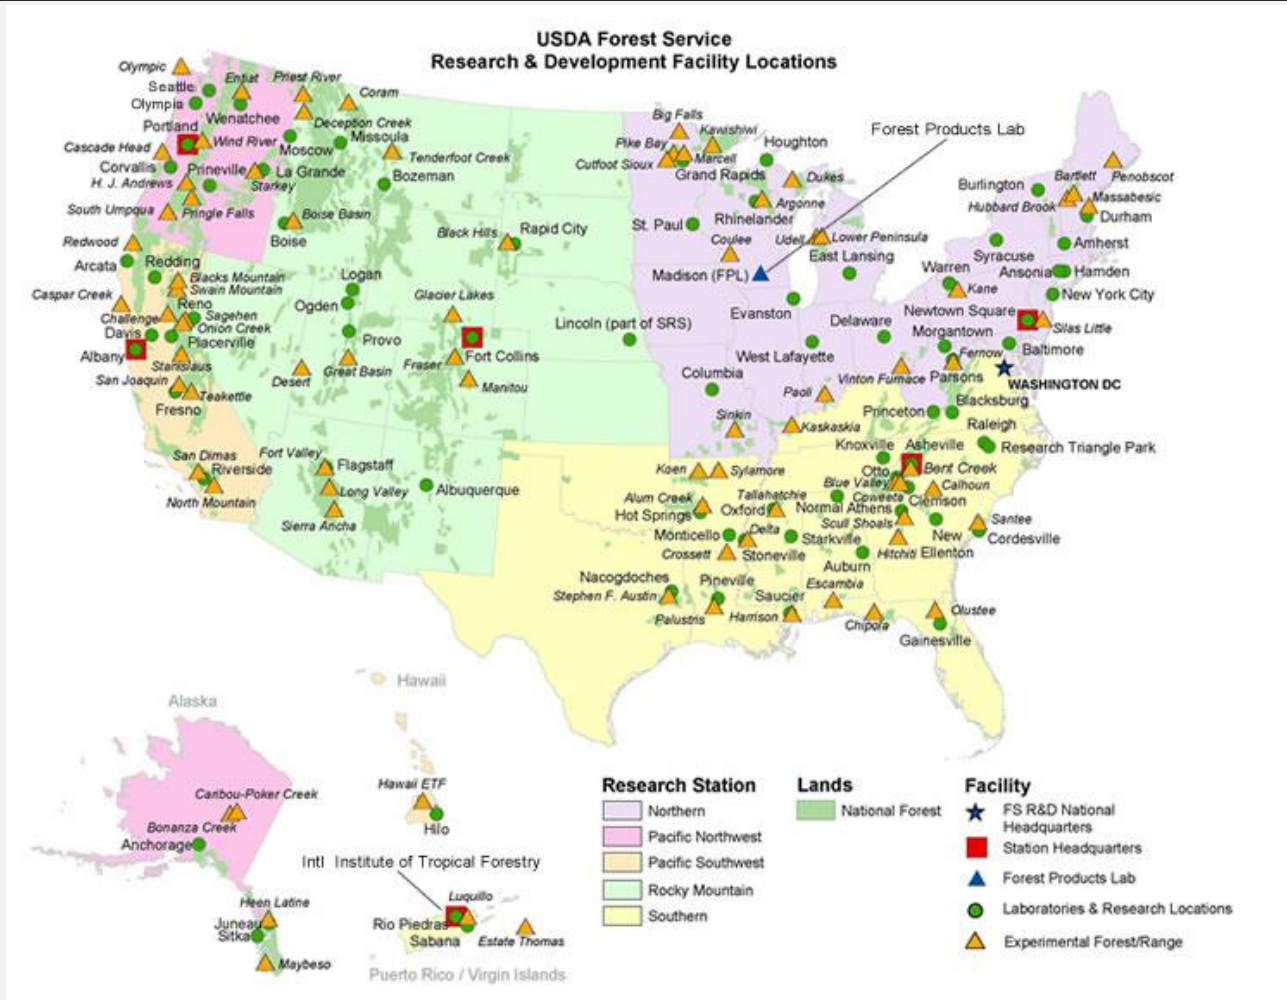 USDA Forest Service
Research & Development Facility Locations
Olympic
Seattle
Olympia
Entiat
Priest River
Coram
Wenatchee
Deception Creek
Portland
Wind River
Moscow
Missoula
Cascade Head
Corvallis
Prineville
La Grande
Tenderfoot Creek
H. J. Andrews
Starkey
Bozeman
South Umpqua
Pringle Falls
Boise Basin
Boise
Redwood
Arcata
Redding
Blacks Mountain
Swain Mountain
Caspar Creek
Reno
Challenge
Sagehen
Onion Creek
Davis
Placerville
Albany
Stanislaus
San Joaquin
Teakettle
Fresno
San Dimas
Riverside
North Mountain
Logan
Ogden
Provo
Great Basin
Desert
Black Hills
Rapid City
Glacier Lakes
Fort Collins
Fraser
Manitou
Fort Valley
Flagstaff
Long Valley
Sierra Ancha
Albuquerque
Lincoln (part of SRS)
Big Falls
Pike Bay
Kawishiwi
Cutfoot Sioux
Marcell
Grand Rapids
Houghton
Dukes
Forest Products Lab
Argonne
Rhinelander
St. Paul
Coulee
Udell
Lower Peninsula
East Lansing
Madison (FPL)
Evanston
Delaware
West Lafayette
Columbia
Paoli
Vinton Furnace
Sinkin
Kaskaskia
Burlington
Bartlett
Penobscot
Hubbard Brook
Massabesic
Durham
Syracuse
Amherst
Warren
Ansonia
Hamden
Kane
New York City
Newtown Square
Silas Little
Morgantown
Baltimore
Fernow
Parsons
WASHINGTON DC
Blacksburg
Princeton
Raleigh
Research Triangle Park
Knoxville
Asheville
Otto
Bent Creek
Blue Valley
Calhoun
Coweeta
Clemson
Koen
Sylamore
Alum Creek
Tallahatchie
Hot Springs
Oxford
Normal
Athens
Scull Shoals
Santee
Monticello
Delta
Starkville
New
Ellenton
Cordesville
Crossett
Stoneville
Hitchiti
Auburn
Nacogdoches
Pineville
Escambia
Stephen F. Austin
Saucier
Palustris
Harrison
Chipola
Olustee
Gainesville
Hawaii
Alaska
Hawaii ETF
Hilo
Caribou-Poker Creek
Bonanza Creek
Anchorage
Intl Institute of Tropical Forestry
Heen Latine
Juneau
Sitka
Maybeso
Luquillo
Rio Piedras
Sabana
Estate Thomas
Puerto Rico / Virgin Islands
Research Station
Northern
Pacific Northwest
Pacific Southwest
Rocky Mountain
Southern
Lands
National Forest
Facility
FS R&D National
Headquarters
Station Headquarters
Forest Products Lab
Laboratories & Research Locations
Experimental Forest/Range